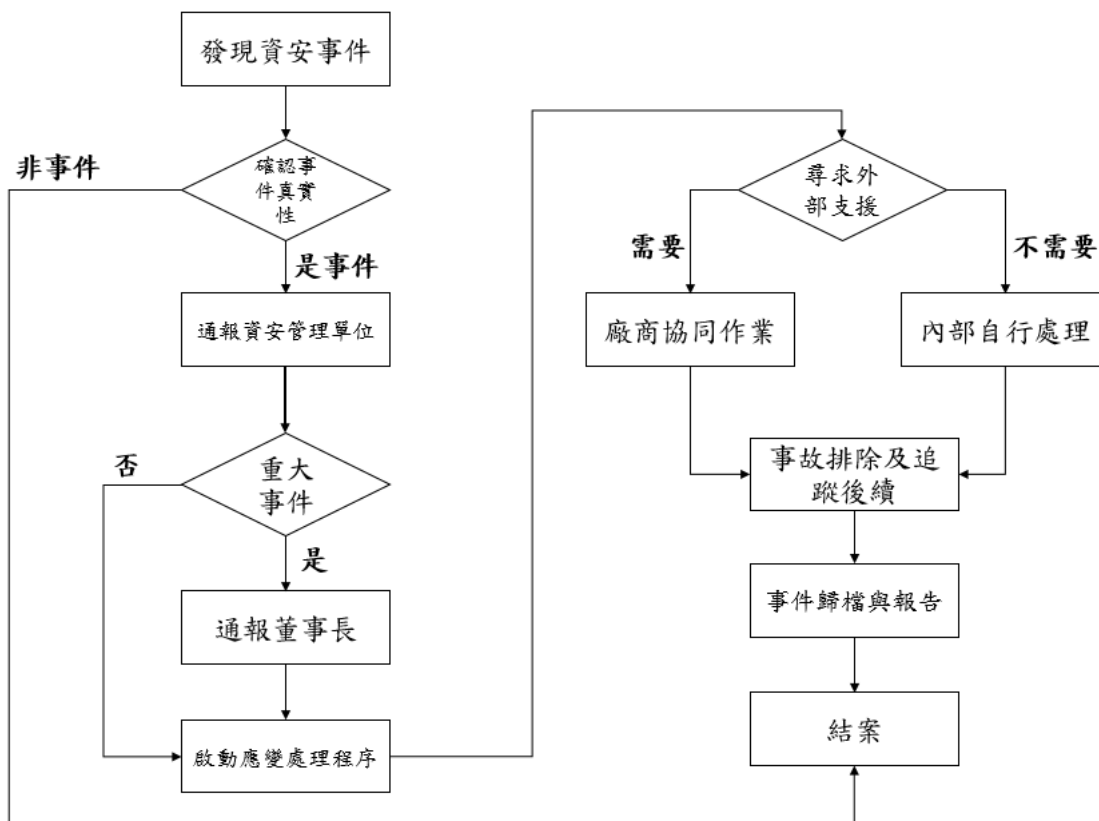 發現資安事件
非事件
確認事
件真實
性
是事件
通報資安管理單位
否
重大
事件
是
通報董事長
啟動應變處理程序
尋求外
部支援
需要
不需要
廠商協同作業
內部自行處理
事故排除及追
蹤後續
事件歸檔與報告
結案